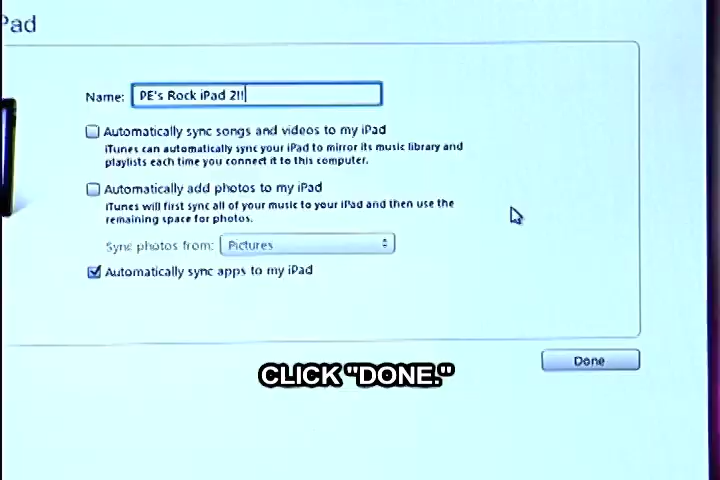 Pad
Name: PE's Rock iPad 2!!
Automatically sync songs and videos to my iPad
iTunes can automatically sync your iPad to mirror its music library and
playlists each time you connect it to this computer.
Automatically add photos to my iPad
iTunes will first sync all of your music to your iPad and then use the
remaining space for photos.
Sync photos from: Pictures
Automatically sync apps to my iPad
Done
CLICK "DONE."